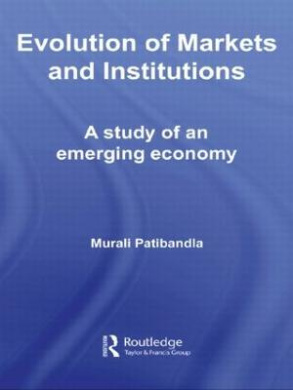 Evolution of Markets
and Institutions
A study of an
emerging economy
Murali Patibandla
Routledge
Taylor & Francis Group